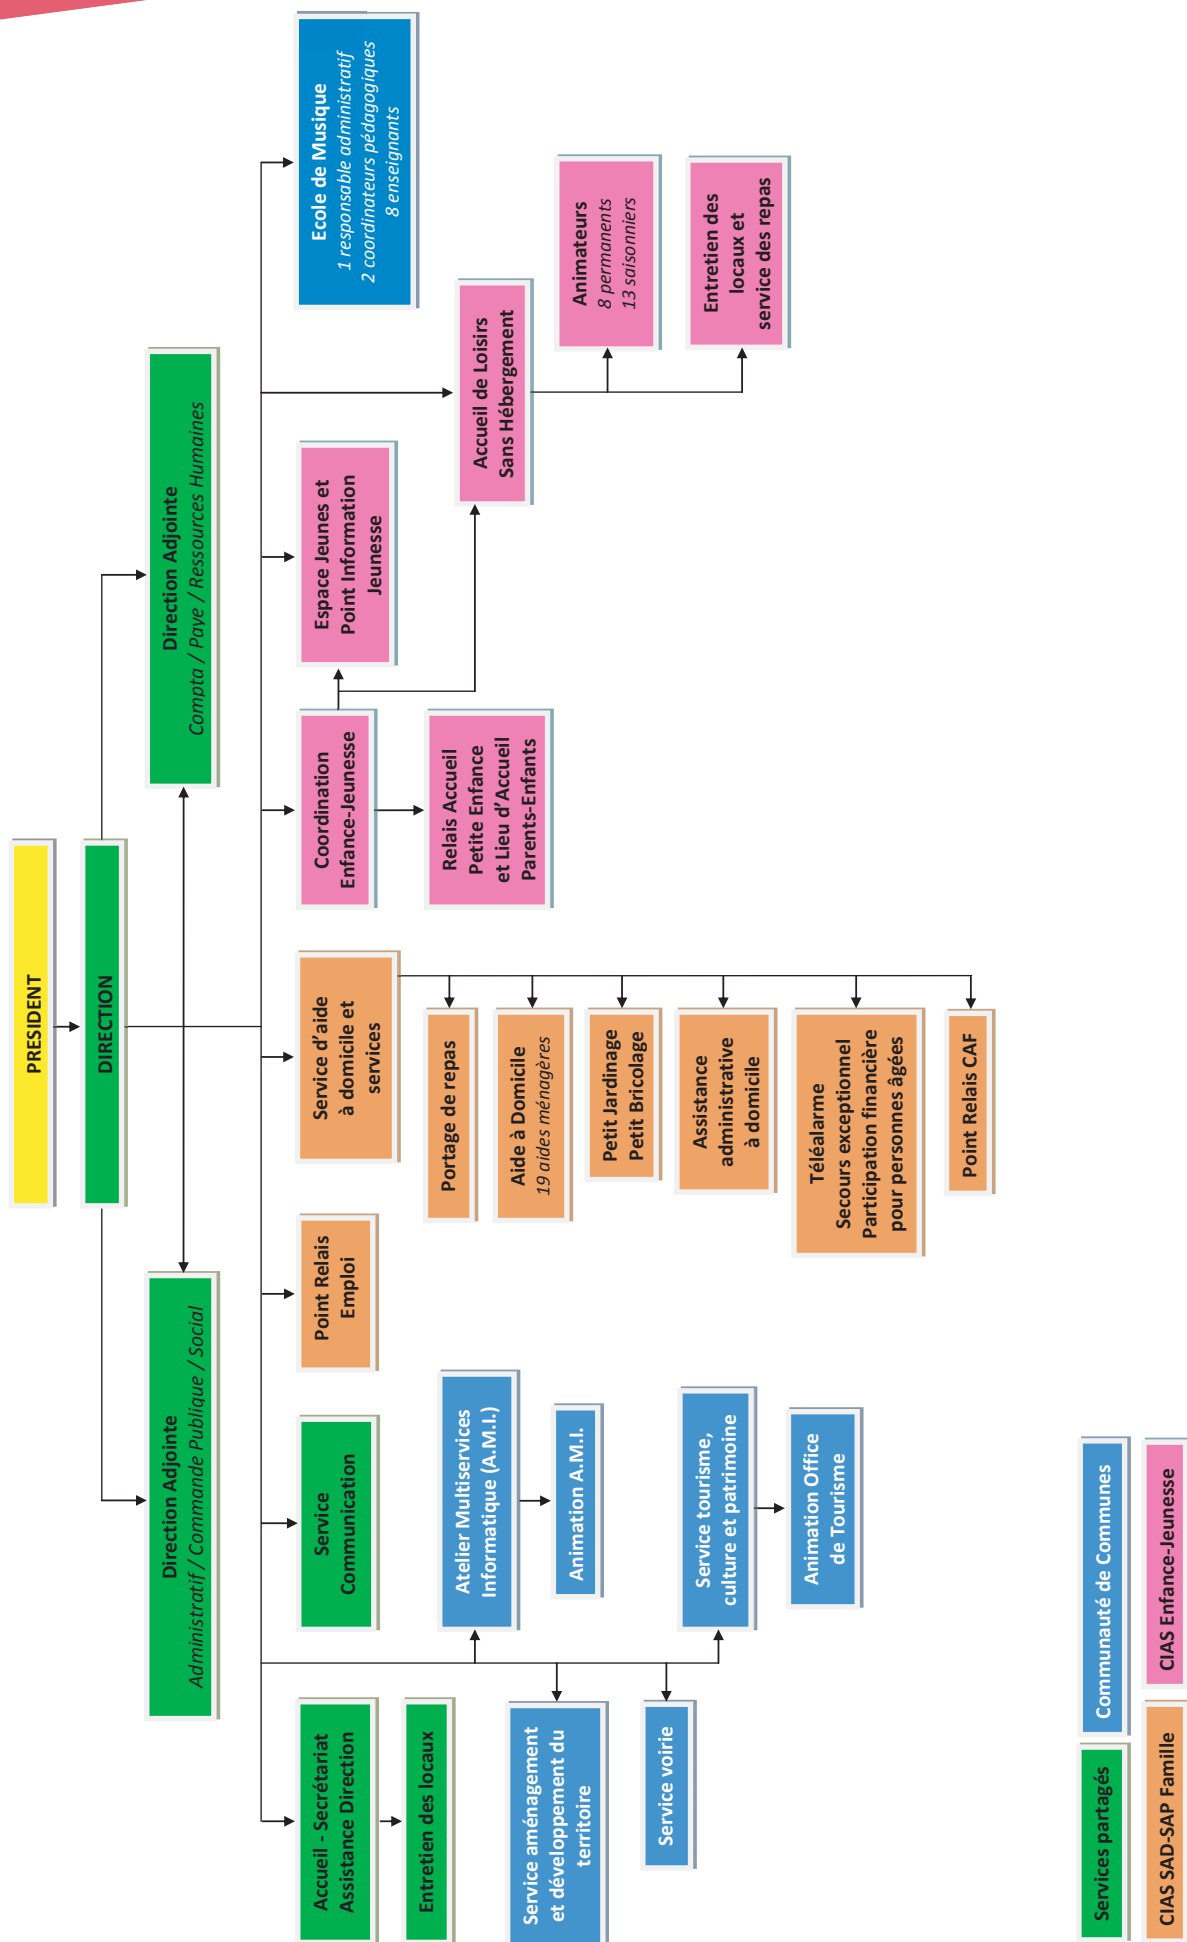 PRESIDENT
DIRECTION
Direction Adjointe
Administratif / Commande Publique / Social
Direction Adjointe
Compta / Paye / Ressources Humaines
Accueil - Secrétariat
Assistance Direction
Entretien des locaux
Service aménagement
et développement du
territoire
Service voirie
Atelier Multiservices
Informatique (A.M.I.)
Animation A.M.I.
Service tourisme,
culture et patrimoine
Animation Office
de Tourisme
Service
Communication
Point Relais
Emploi
Service d’aide
à domicile et
services
Portage de repas
Aide à Domicile
19 aides ménagères
Petit Jardinage
Petit Bricolage
Assistance
administrative
à domicile
Téléalarme
Secours exceptionnel
Participation financière
pour personnes âgées
Point Relais CAF
Coordination
Enfance-Jeunesse
Relais Accueil
Petite Enfance
et Lieu d’Accueil
Parents-Enfants
Espace Jeunes et
Point Information
Jeunesse
Accueil de Loisirs
Sans Hébergement
Animateurs
8 permanents
13 saisonniers
Entretien des
locaux et
service des repas
Ecole de Musique
1 responsable administratif
2 coordinateurs pédagogiques
8 enseignants
Services partagés
Communauté de Communes
CIAS SAD-SAP Famille
CIAS Enfance-Jeunesse